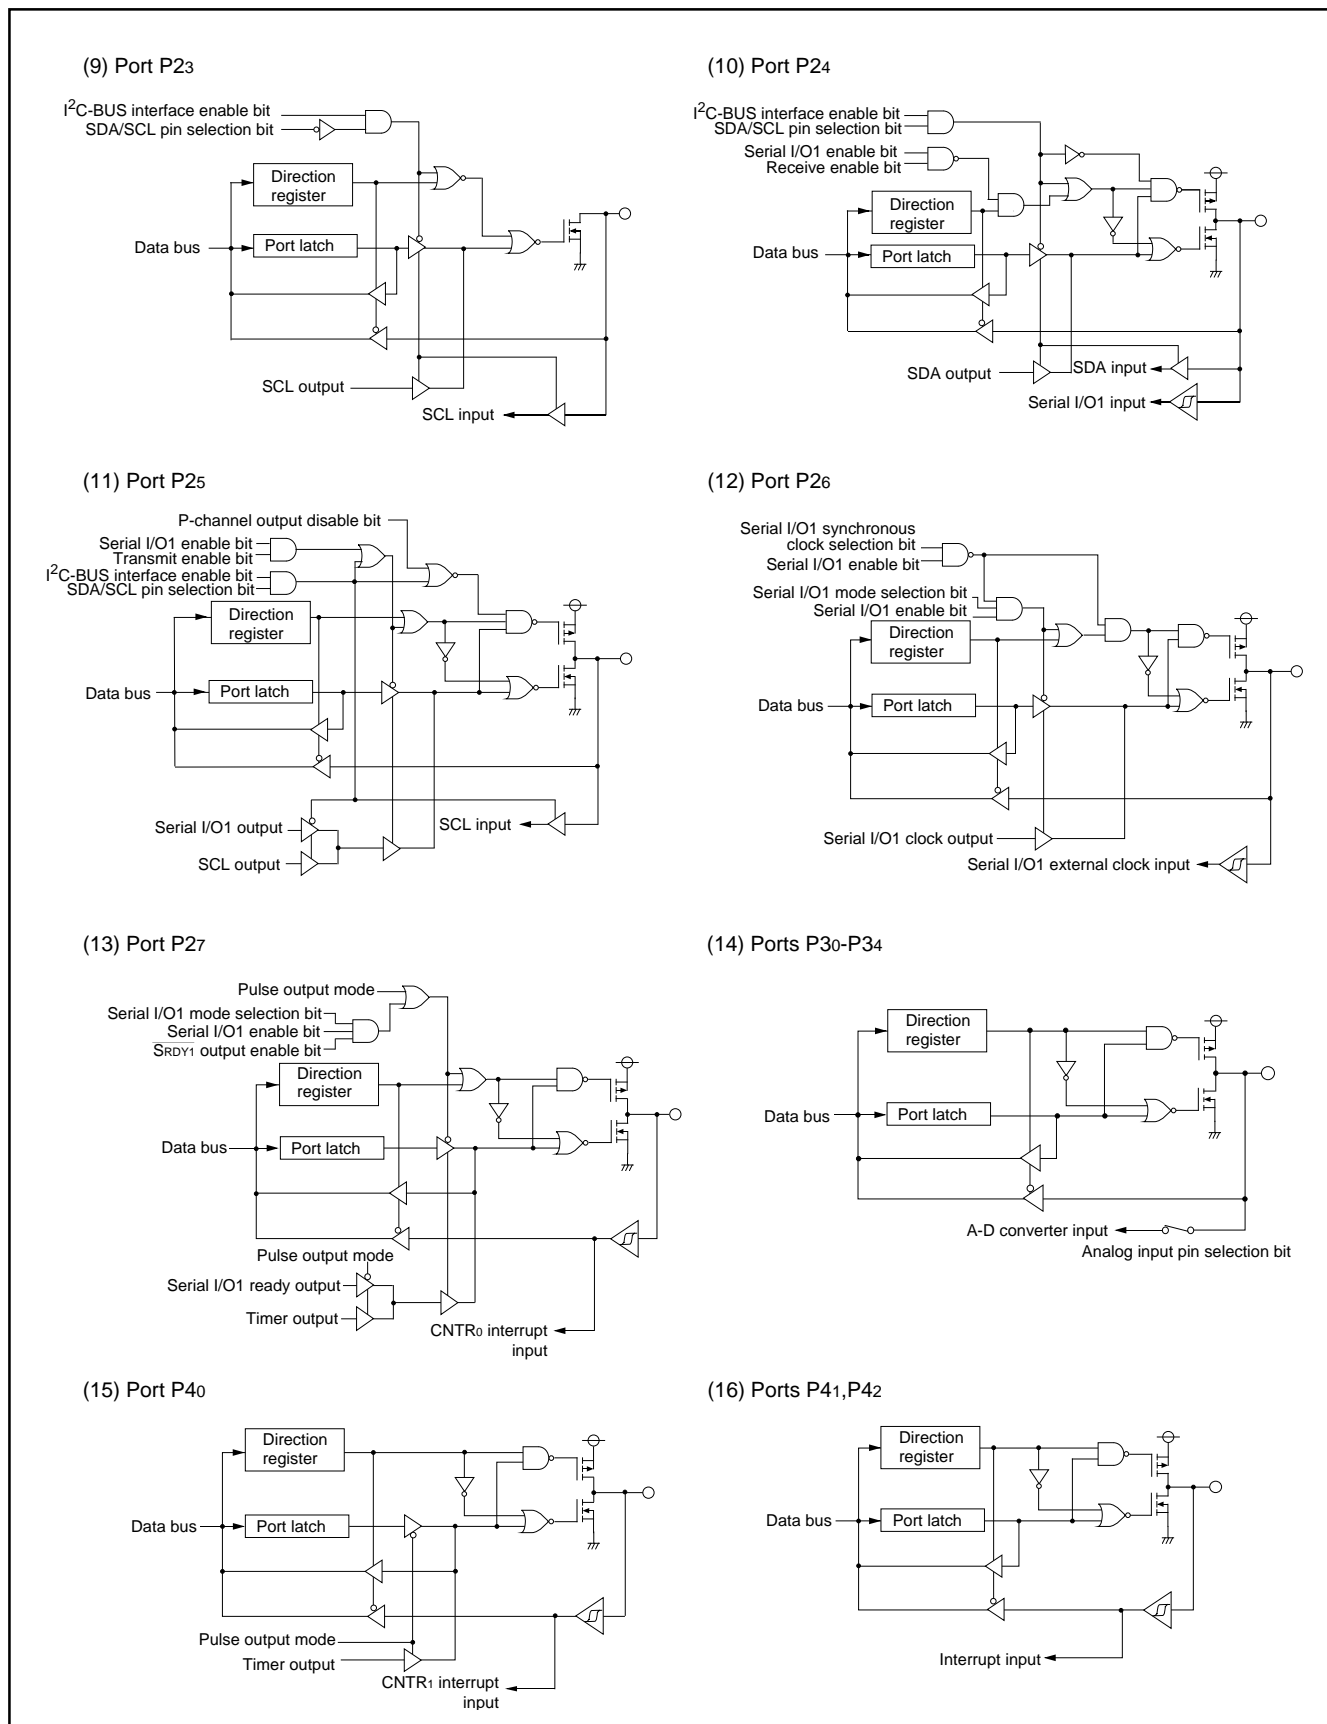 (9) Port P23
I2C-BUS interface enable bit
SDA/SCL pin selection bit
Direction
register
Data bus
Port latch
SCL output
SCL input
(10) Port P24
I2C-BUS interface enable bit
SDA/SCL pin selection bit
Serial I/O1 enable bit
Receive enable bit
Direction
register
Data bus
Port latch
SDA output
SDA input
Serial I/O1 input
(11) Port P25
P-channel output disable bit
Serial I/O1 enable bit
Transmit enable bit
I2C-BUS interface enable bit
SDA/SCL pin selection bit
Direction
register
Data bus
Port latch
Serial I/O1 output
SCL input
SCL output
(12) Port P26
Serial I/O1 synchronous
clock selection bit
Serial I/O1 enable bit
Serial I/O1 mode selection bit
Serial I/O1 enable bit
Direction
register
Data bus
Port latch
Serial I/O1 clock output
Serial I/O1 external clock input
(13) Port P27
Pulse output mode
Serial I/O1 mode selection bit
Serial I/O1 enable bit
SRDY1 output enable bit
Direction
register
Data bus
Port latch
Pulse output mode
Serial I/O1 ready output
Timer output
CNTR0 interrupt
input
(14) Ports P30-P34
Direction
register
Data bus
Port latch
A-D converter input
Analog input pin selection bit
(15) Port P40
Direction
register
Data bus
Port latch
Pulse output mode
Timer output
CNTR1 interrupt
input
(16) Ports P41,P42
Direction
register
Data bus
Port latch
Interrupt input